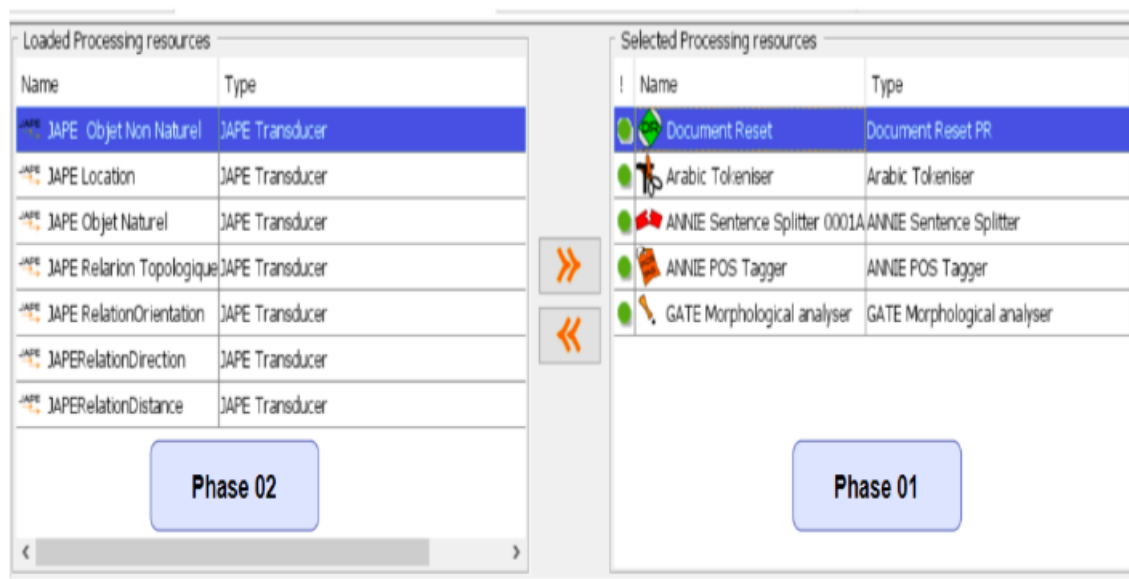 Loaded Processing resources
Name Type
JAPE Objet Non Naturel JAPE Transducer
JAPE Location JAPE Transducer
JAPE Objet Naturel JAPE Transducer
JAPE Relarion Topologique JAPE Transducer
JAPE RelationOrientation JAPE Transducer
JAPERelationDirection JAPE Transducer
JAPERelationDistance JAPE Transducer
Phase 02
Selected Processing resources
! Name Type
Document Reset Document Reset PR
Arabic Tokeniser Arabic Tokeniser
ANNIE Sentence Splitter 0001A ANNIE Sentence Splitter
ANNIE POS Tagger ANNIE POS Tagger
GATE Morphological analyser GATE Morphological analyser
Phase 01